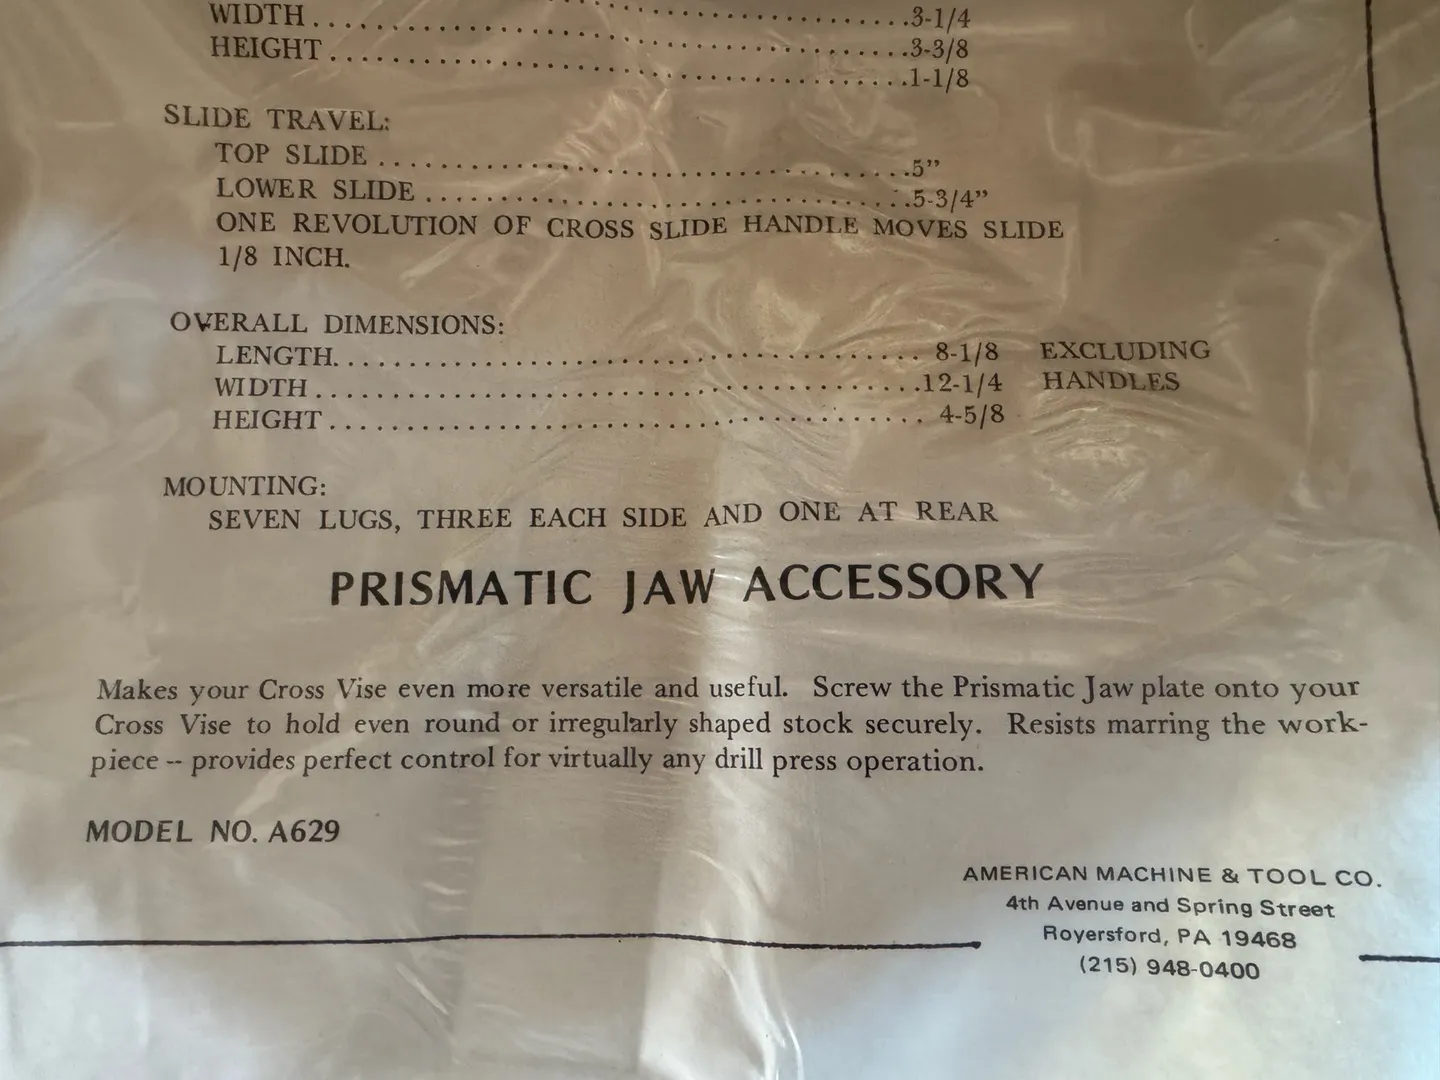 WIDTH....................3-1/4
HEIGHT....................3-3/8
....................1-1/8
SLIDE TRAVEL:
TOP SLIDE....................5”
LOWER SLIDE....................5-3/4”
ONE REVOLUTION OF CROSS SLIDE HANDLE MOVES SLIDE
1/8 INCH.
OVERALL DIMENSIONS:
LENGTH....................8-1/8 EXCLUDING
WIDTH....................12-1/4 HANDLES
HEIGHT....................4-5/8
MOUNTING:
SEVEN LUGS, THREE EACH SIDE AND ONE AT REAR
PRISMATIC JAW ACCESSORY
Makes your Cross Vise even more versatile and useful. Screw the Prismatic Jaw plate onto your
Cross Vise to hold even round or irregularly shaped stock securely. Resists marring the work-
piece -- provides perfect control for virtually any drill press operation.
MODEL NO. A629
AMERICAN MACHINE & TOOL CO.
4th Avenue and Spring Street
Royersford, PA 19468
(215) 948-0400